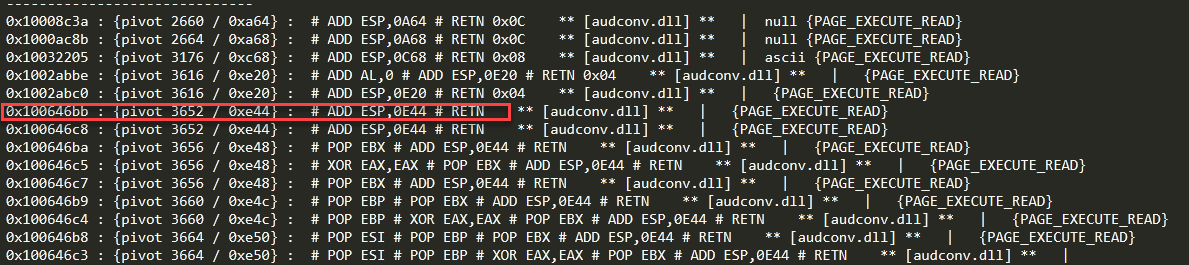 ------------------------------
0x10008c3a : {pivot 2660 / 0xa64} :  # ADD ESP,0A64 # RETN 0x0C    ** [audconv.dll] **   |   null {PAGE_EXECUTE_READ}
0x1000ac8b : {pivot 2664 / 0xa68} :  # ADD ESP,0A68 # RETN 0x0C    ** [audconv.dll] **   |   null {PAGE_EXECUTE_READ}
0x10032205 : {pivot 3176 / 0xc68} :  # ADD ESP,0C68 # RETN 0x08    ** [audconv.dll] **   |   ascii {PAGE_EXECUTE_READ}
0x1002abbe : {pivot 3616 / 0xe20} :  # ADD AL,0 # ADD ESP,0E20 # RETN 0x04    ** [audconv.dll] **   |   {PAGE_EXECUTE_READ}
0x1002abc0 : {pivot 3616 / 0xe20} :  # ADD ESP,0E20 # RETN 0x04    ** [audconv.dll] **   |   {PAGE_EXECUTE_READ}
0x100646bb : {pivot 3652 / 0xe44} :  # ADD ESP,0E44 # RETN    ** [audconv.dll] **   |   {PAGE_EXECUTE_READ}
0x100646c8 : {pivot 3652 / 0xe44} :  # ADD ESP,0E44 # RETN    ** [audconv.dll] **   |   {PAGE_EXECUTE_READ}
0x100646ba : {pivot 3656 / 0xe48} :  # POP EBX # ADD ESP,0E44 # RETN    ** [audconv.dll] **   |   {PAGE_EXECUTE_READ}
0x100646c5 : {pivot 3656 / 0xe48} :  # XOR EAX,EAX # POP EBX # ADD ESP,0E44 # RETN    ** [audconv.dll] **   |   {PAGE_EXECUTE_READ}
0x100646c7 : {pivot 3656 / 0xe48} :  # POP EBX # ADD ESP,0E44 # RETN    ** [audconv.dll] **   |   {PAGE_EXECUTE_READ}
0x100646b9 : {pivot 3660 / 0xe4c} :  # POP EBP # POP EBX # ADD ESP,0E44 # RETN    ** [audconv.dll] **   |   {PAGE_EXECUTE_READ}
0x100646c4 : {pivot 3660 / 0xe4c} :  # POP EBP # XOR EAX,EAX # POP EBX # ADD ESP,0E44 # RETN    ** [audconv.dll] **   |   {PAGE_EXECUTE_READ}
0x100646b8 : {pivot 3664 / 0xe50} :  # POP ESI # POP EBP # POP EBX # ADD ESP,0E44 # RETN    ** [audconv.dll] **   |   {PAGE_EXECUTE_READ}
0x100646c3 : {pivot 3664 / 0xe50} :  # POP ESI # POP EBP # XOR EAX,EAX # POP EBX # ADD ESP,0E44 # RETN    ** [audconv.dll] **   |